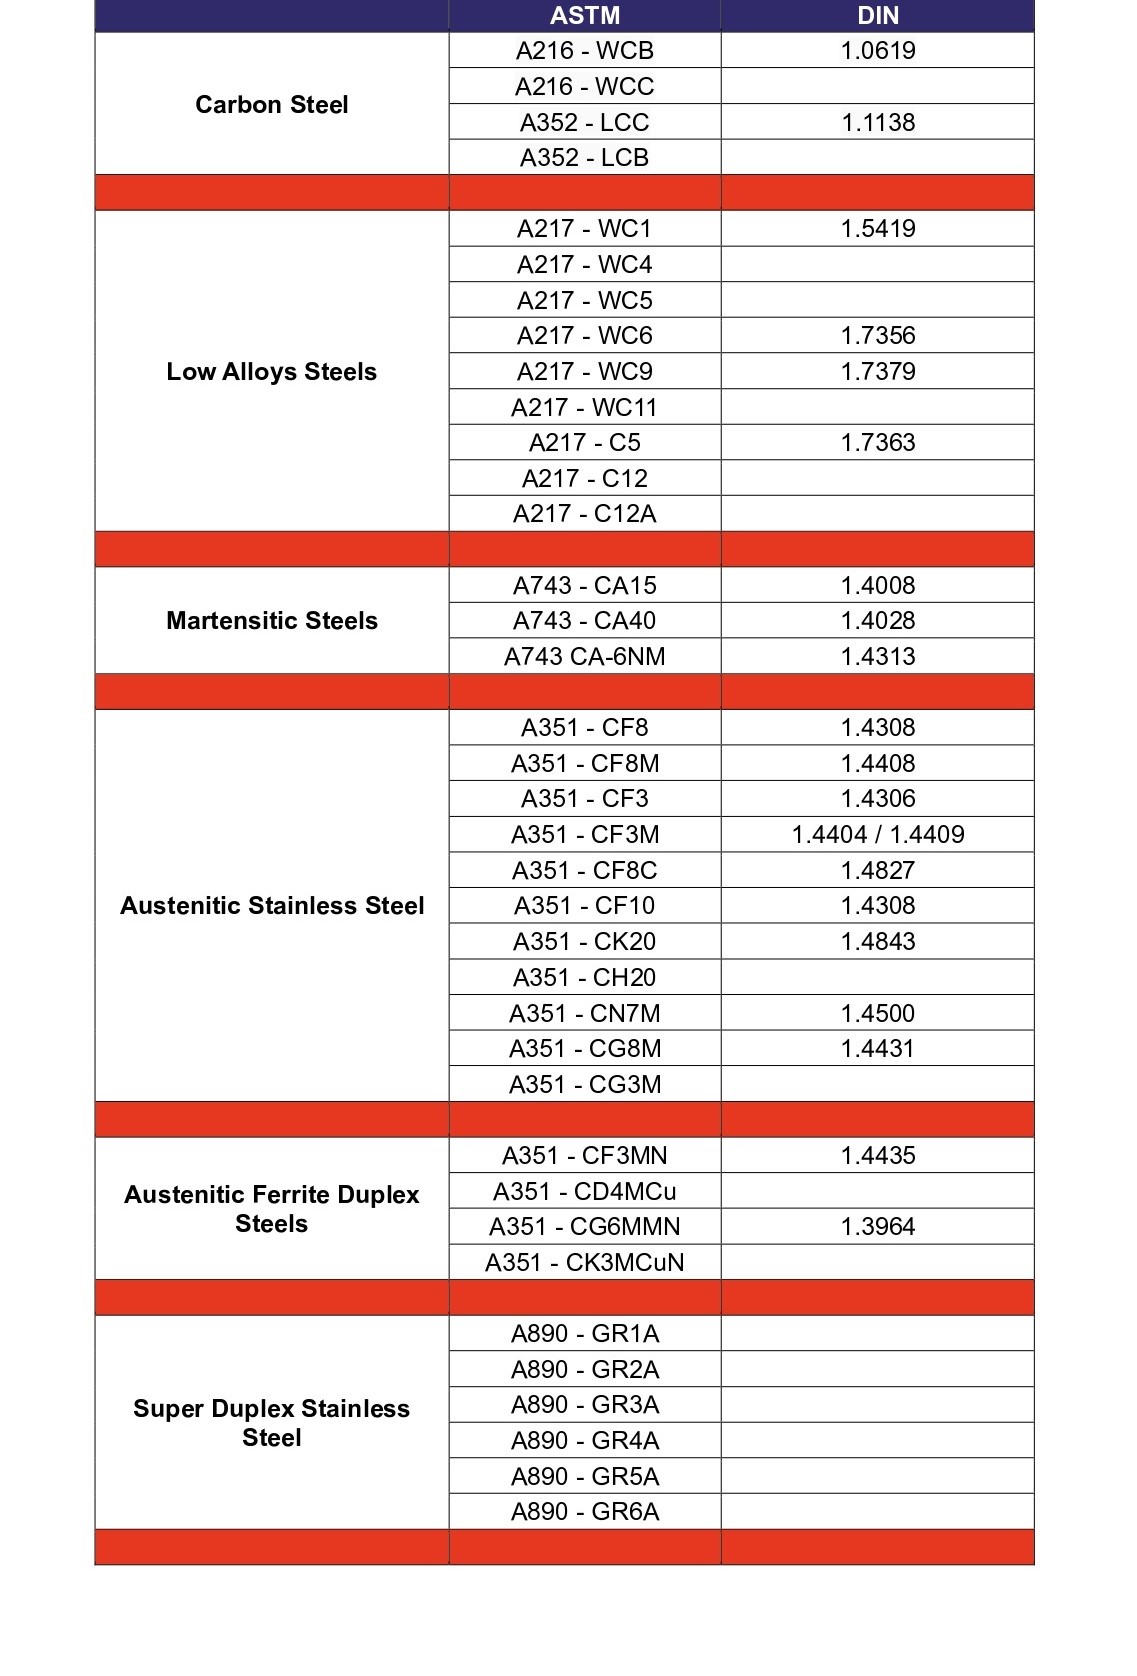 ASTM DIN
Carbon Steel
A216 - WCB 1.0619
A216 - WCC
A352 - LCC 1.1138
A352 - LCB
Low Alloys Steels
A217 - WC1 1.5419
A217 - WC4
A217 - WC5
A217 - WC6 1.7356
A217 - WC9 1.7379
A217 - WC11
A217 - C5 1.7363
A217 - C12
A217 - C12A
Martensitic Steels
A743 - CA15 1.4008
A743 - CA40 1.4028
A743 CA-6NM 1.4313
Austenitic Stainless Steel
A351 - CF8 1.4308
A351 - CF8M 1.4408
A351 - CF3 1.4306
A351 - CF3M 1.4404 / 1.4409
A351 - CF8C 1.4827
A351 - CF10 1.4308
A351 - CK20 1.4843
A351 - CH20
A351 - CN7M 1.4500
A351 - CG8M 1.4431
A351 - CG3M
Austenitic Ferrite Duplex
Steels
A351 - CF3MN 1.4435
A351 - CD4MCu
A351 - CG6MMN 1.3964
A351 - CK3MCuN
Super Duplex Stainless
Steel
A890 - GR1A
A890 - GR2A
A890 - GR3A
A890 - GR4A
A890 - GR5A
A890 - GR6A